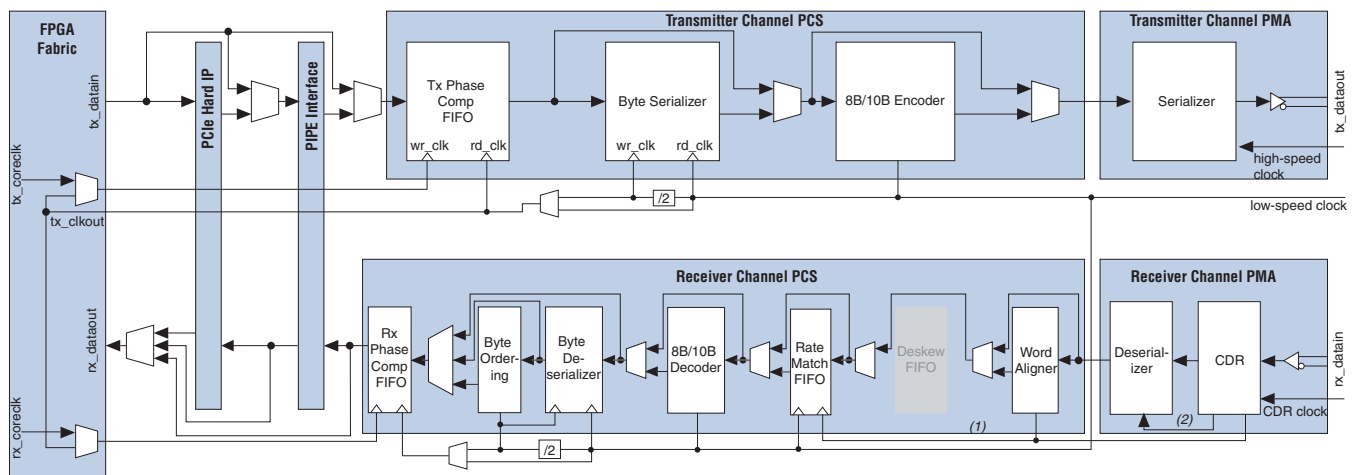 FPGA
Fabric
tx_datain
tx_coreclk
tx_clkout
rx_dataout
rx_coreclk
PCIe Hard IP
PIPE Interface
Transmitter Channel PCS
Tx Phase
Comp
FIFO
wr_clk
rd_clk
Byte Serializer
wr_clk
rd_clk
8B/10B Encoder
/2
Transmitter Channel PMA
Serializer
tx_dataout
high-speed
clock
low-speed clock
Receiver Channel PCS
Rx
Phase
Comp
FIFO
Byte
Order-
ing
Byte
De-
serializer
8B/10B
Decoder
Rate
Match
FIFO
Deskew
FIFO
Word
Aligner
(1)
/2
Receiver Channel PMA
Deserial-
izer
CDR
(2)
rx_datain
CDR clock